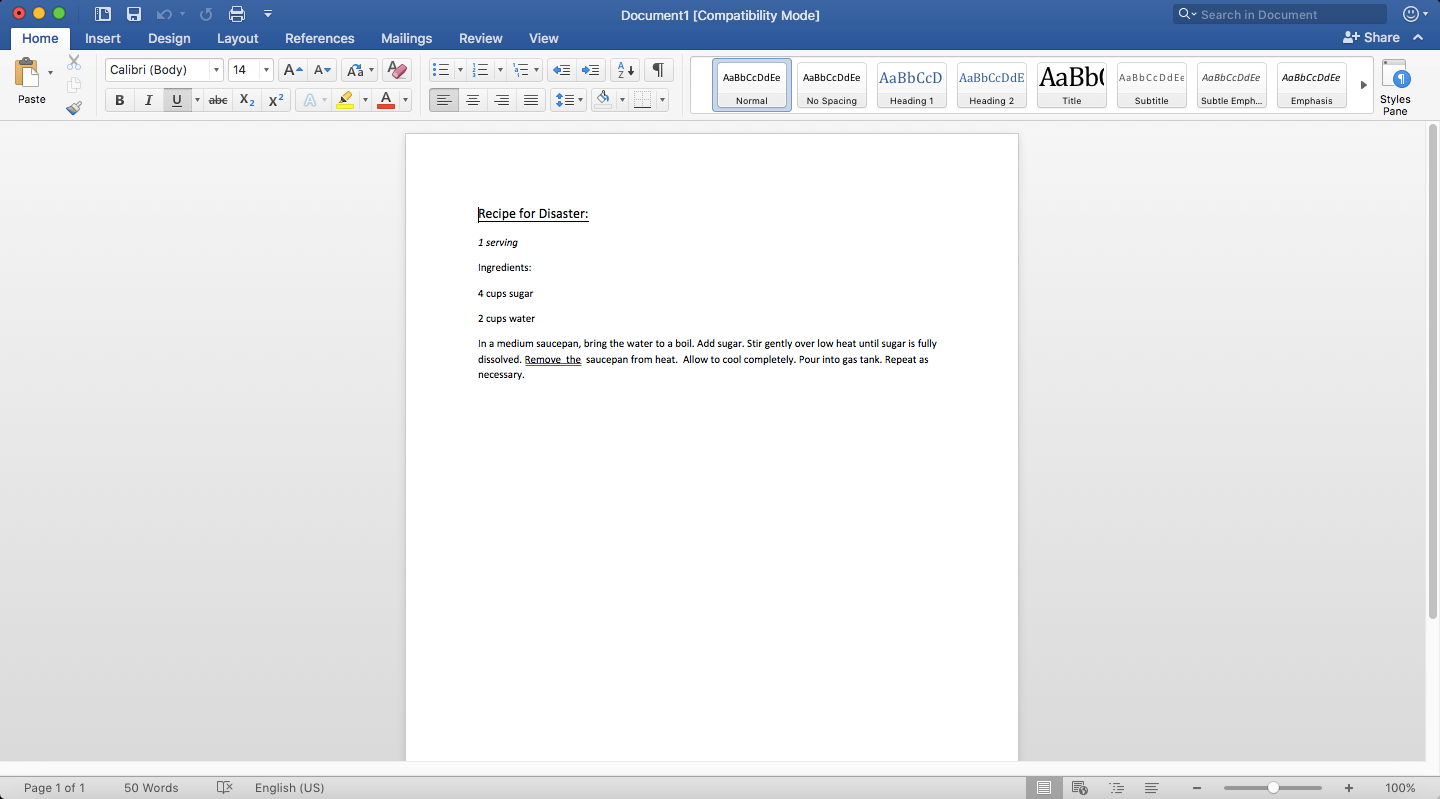 Document1 [Compatibility Mode]
Search in Document
Home Insert Design Layout References Mailings Review View
Share
Paste
Calibri (Body) 14
A A Aa A
B I U abc X2 X2 A A
AaBbCcDdEe AaBbCcDdEe AaBbCcD AaBbCcDdE AaBb( AaBbCcDdEe AaBbCcDdEe AaBbCcDdEe
Normal No Spacing Heading 1 Heading 2 Title Subtitle Subtle Emph... Emphasis
Styles
Pane
Recipe for Disaster:
1 serving
Ingredients:
4 cups sugar
2 cups water
In a medium saucepan, bring the water to a boil. Add sugar. Stir gently over low heat until sugar is fully
dissolved. Remove the saucepan from heat. Allow to cool completely. Pour into gas tank. Repeat as
necessary.
Page 1 of 1 50 Words English (US) 100%